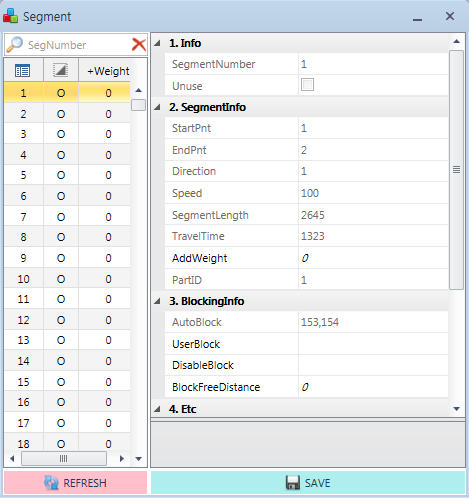 Segment
SegNumber
+Weight
1 O 0
2 O 0
3 O 0
4 O 0
5 O 0
6 O 0
7 O 0
8 O 0
9 O 0
10 O 0
11 O 0
12 O 0
13 O 0
14 O 0
15 O 0
16 O 0
17 O 0
18 O 0
REFRESH
1. Info
SegmentNumber 1
Unuse
2. SegmentInfo
StartPnt 1
EndPnt 2
Direction 1
Speed 100
SegmentLength 2645
TravelTime 1323
AddWeight 0
PartID 1
3. BlockingInfo
AutoBlock 153,154
UserBlock
DisableBlock
BlockFreeDistance 0
4. Etc
SAVE